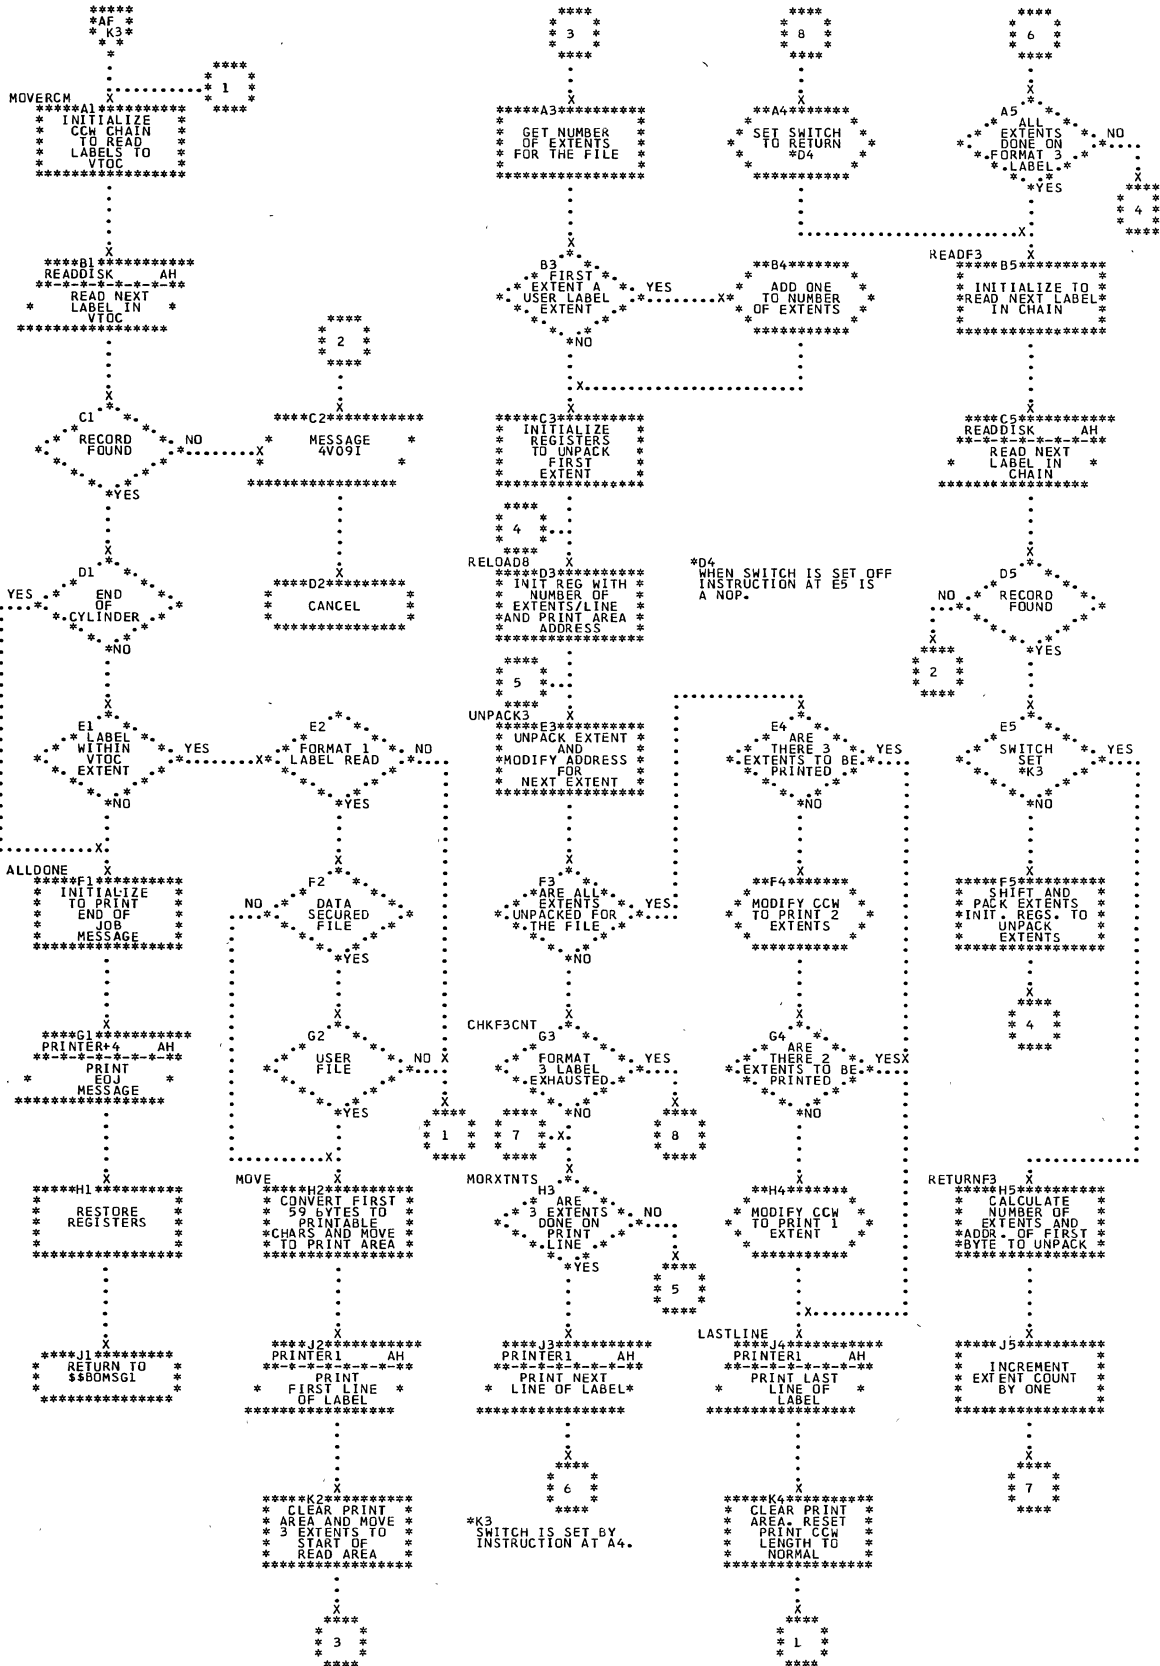 AF
K3
1
MOVERCM
A1
INITIALIZE
CCW CHAIN
TO READ
LABELS TO
VTOC
B1
READDISK AH
READ NEXT
LABEL IN
VTOC
C1
RECORD
FOUND
NO
YES
D1
END
OF
CYLINDER
YES
NO
E1
LABEL
WITHIN
VTOC
EXTENT
YES
NO
ALLDONE
F1
INITIALIZE
TO PRINT
END OF
JOB
MESSAGE
G1
PRINTER+4 AH
PRINT
EOJ
MESSAGE
H1
RESTORE
REGISTERS
J1
RETURN TO
$$BOMSG1
2
C2
MESSAGE
4V09I
D2
CANCEL
E2
FORMAT 1
LABEL READ
NO
YES
F2
DATA
SECURED
FILE
NO
YES
G2
USER
FILE
NO
YES
1
MOVE
H2
CONVERT FIRST
59 BYTES TO
PRINTABLE
CHARS AND MOVE
TO PRINT AREA
J2
PRINTER1 AH
PRINT
FIRST LINE
OF LABEL
K2
CLEAR PRINT
AREA AND MOVE
3 EXTENTS TO
START OF
READ AREA
3
3
A3
GET NUMBER
OF EXTENTS
FOR THE FILE
B3
FIRST
EXTENT A
USER LABEL
EXTENT
YES
NO
C3
INITIALIZE
REGISTERS
TO UNPACK
FIRST
EXTENT
4
RELOAD8
D3
INIT REG WITH
NUMBER OF
EXTENTS/LINE
AND PRINT AREA
ADDRESS
5
UNPACK3
E3
UNPACK EXTENT
AND
MODIFY ADDRESS
FOR
NEXT EXTENT
F3
ARE ALL
EXTENTS
UNPACKED FOR
THE FILE
YES
NO
CHKF3CNT
G3
FORMAT
3 LABEL
EXHAUSTED
YES
NO
7
8
MORXTNTS
H3
ARE
3 EXTENTS
DONE ON
PRINT
LINE
NO
YES
5
J3
PRINTER1 AH
PRINT NEXT
LINE OF LABEL
6
*K3
SWITCH IS SET BY
INSTRUCTION AT A4.
8
A4
SET SWITCH
TO RETURN
*D4
B4
ADD ONE
TO NUMBER
OF EXTENTS
*D4
WHEN SWITCH IS SET OFF
INSTRUCTION AT E5 IS
A NOP.
E4
ARE
THERE 3
EXTENTS TO BE
PRINTED
YES
NO
F4
MODIFY CCW
TO PRINT 2
EXTENTS
G4
ARE
THERE 2
EXTENTS TO BE
PRINTED
YES
NO
H4
MODIFY CCW
TO PRINT 1
EXTENT
LASTLINE
J4
PRINTER1 AH
PRINT LAST
LINE OF
LABEL
K4
CLEAR PRINT
AREA. RESET
PRINT CCW
LENGTH TO
NORMAL
1
6
A5
ALL
EXTENTS
DONE ON
FORMAT 3
LABEL
NO
YES
4
READF3
B5
INITIALIZE TO
READ NEXT LABEL
IN CHAIN
C5
READDISK AH
READ NEXT
LABEL IN
CHAIN
D5
RECORD
FOUND
NO
YES
2
E5
SWITCH
SET
*K3
YES
NO
F5
SHIFT AND
PACK EXTENTS
INIT. REGS. TO
UNPACK
EXTENTS
4
RETURNF3
H5
CALCULATE
NUMBER OF
EXTENTS AND
ADDR. OF FIRST
BYTE TO UNPACK
J5
INCREMENT
EXTENT COUNT
BY ONE
7